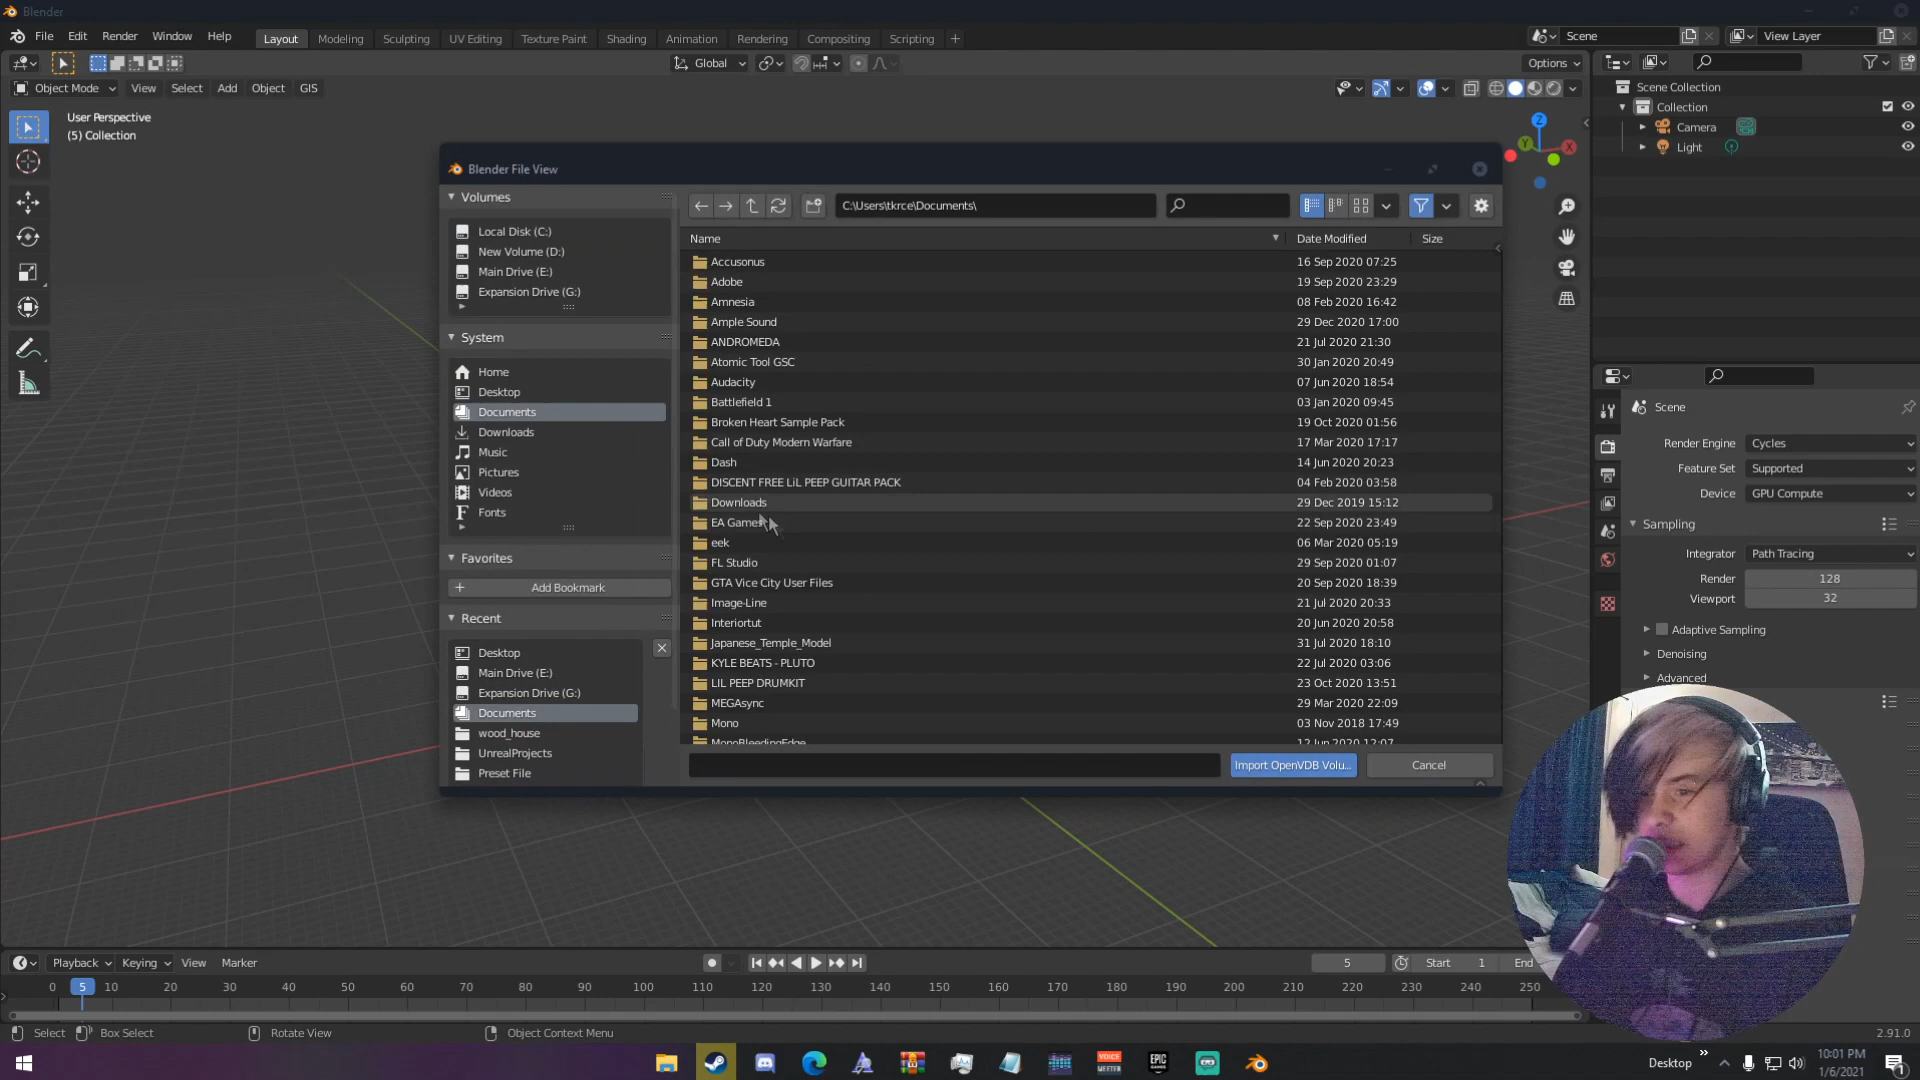 Blender
File Edit Render Window Help Layout Modeling Sculpting UV Editing Texture Paint Shading Animation Rendering Compositing Scripting + Scene View Layer
Global Options
Object Mode View Select Add Object GIS
User Perspective
(5) Collection
Z
Y X
Scene Collection
Collection
Camera
Light
Blender File View
Volumes
Local Disk (C:)
New Volume (D:)
Main Drive (E:)
Expansion Drive (G:)
System
Home
Desktop
Documents
Downloads
Music
Pictures
Videos
Fonts
Favorites
Add Bookmark
Recent
Desktop
Main Drive (E:)
Expansion Drive (G:)
Documents
wood_house
UnrealProjects
Preset File
C:\Users\tkrce\Documents\
Name Date Modified Size
Accusonus 16 Sep 2020 07:25
Adobe 19 Sep 2020 23:29
Amnesia 08 Feb 2020 16:42
Ample Sound 29 Dec 2020 17:00
ANDROMEDA 21 Jul 2020 21:30
Atomic Tool GSC 30 Jan 2020 20:49
Audacity 07 Jun 2020 18:54
Battlefield 1 03 Jan 2020 09:45
Broken Heart Sample Pack 19 Oct 2020 01:56
Call of Duty Modern Warfare 17 Mar 2020 17:17
Dash 14 Jun 2020 20:23
DISCENT FREE LiL PEEP GUITAR PACK 04 Feb 2020 03:58
Downloads 29 Dec 2019 15:12
EA Games 22 Sep 2020 23:49
eek 06 Mar 2020 05:19
FL Studio 29 Sep 2020 01:07
GTA Vice City User Files 20 Sep 2020 18:39
Image-Line 21 Jul 2020 20:33
Interiortut 20 Jun 2020 20:58
Japanese_Temple_Model 31 Jul 2020 18:10
KYLE BEATS - PLUTO 22 Jul 2020 03:06
LIL PEEP DRUMKIT 23 Oct 2020 13:51
MEGAsync 29 Mar 2020 22:09
Mono 03 Nov 2018 17:49
MonoBleedingEdge 12 Jun 2020 12:07
Import OpenVDB Volu... Cancel
Scene
Render Engine Cycles
Feature Set Supported
Device GPU Compute
Sampling
Integrator Path Tracing
Render 128
Viewport 32
Adaptive Sampling
Denoising
Advanced
Playback Keying View Marker 5 Start 1 End
0 5 10 20 30 40 50 60 70 80 90 100 110 120 130 140 150 160 170 180 190 200 210 220 230 240 250
Select Box Select Rotate View Object Context Menu 2.91.0
VOICE MEETER
EPIC GAMES
Desktop
10:01 PM
1/6/2021
1